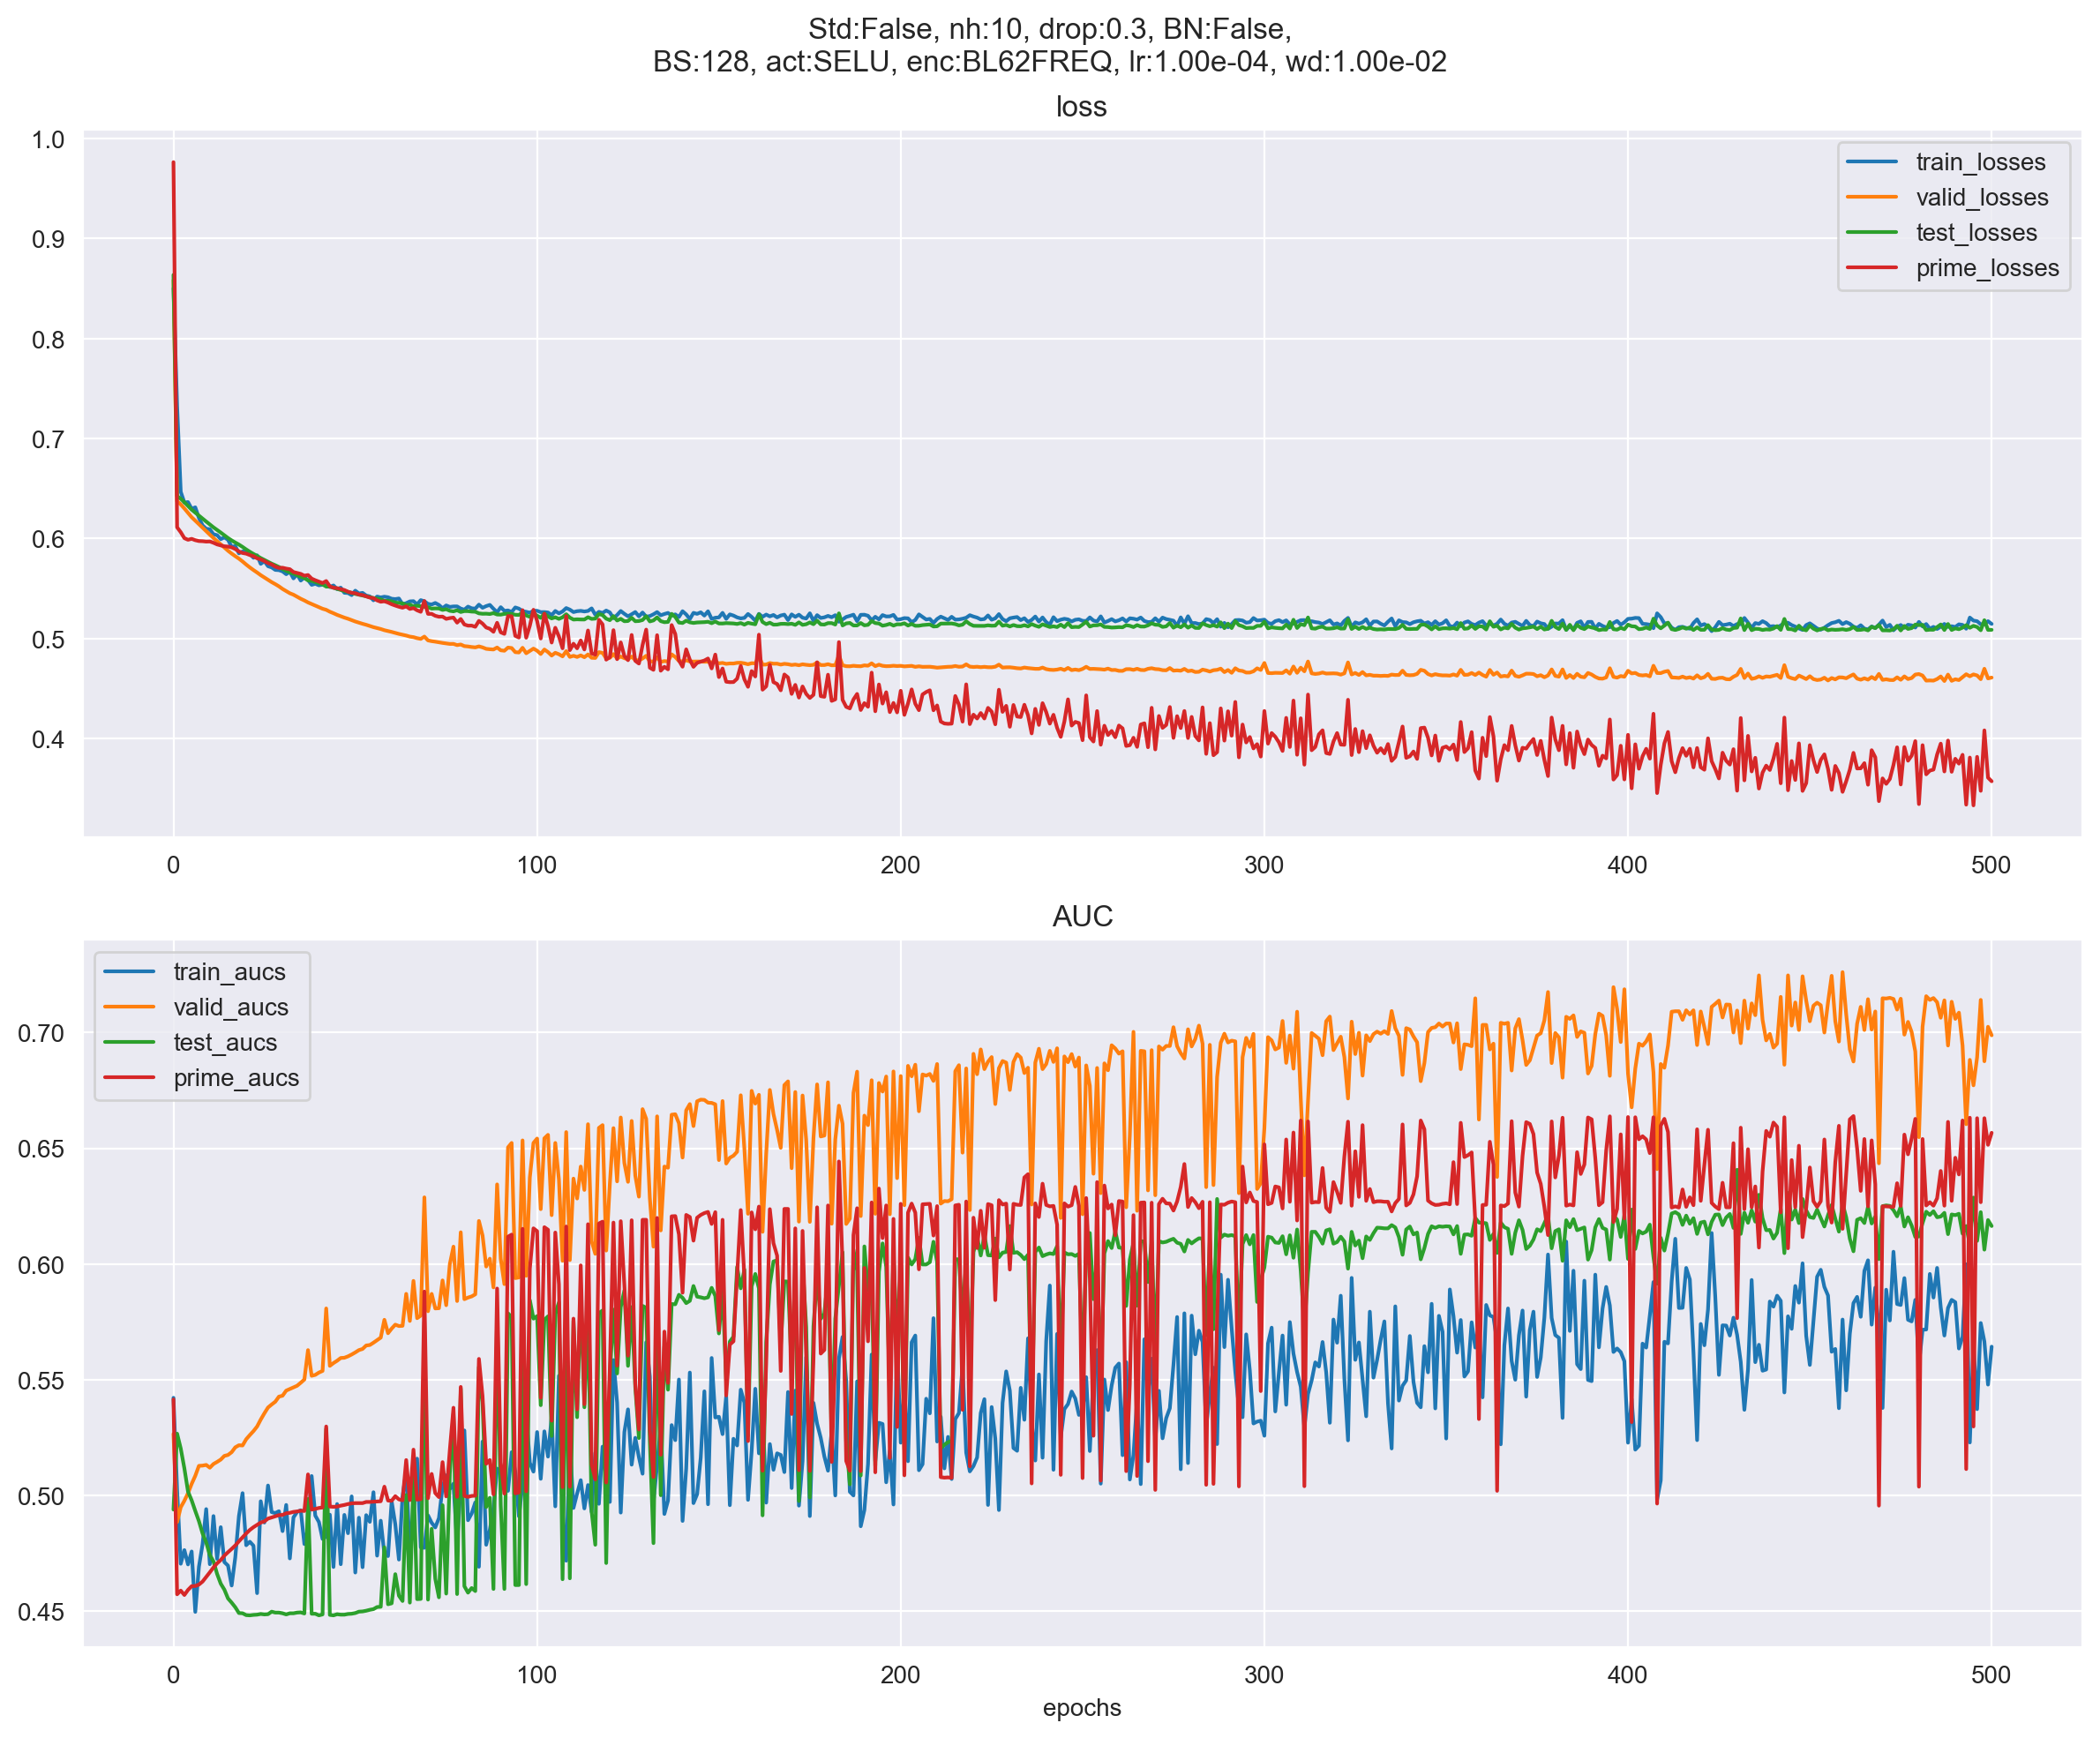 Std:False, nh:10, drop:0.3, BN:False,
BS:128, act:SELU, enc:BL62FREQ, lr:1.00e-04, wd:1.00e-02
loss
1.0
0.9
0.8
0.7
0.6
0.5
0.4
train_losses
valid_losses
test_losses
prime_losses
0 100 200 300 400 500
AUC
train_aucs
valid_aucs
test_aucs
prime_aucs
0.70
0.65
0.60
0.55
0.50
0.45
0 100 200 300 400 500
epochs